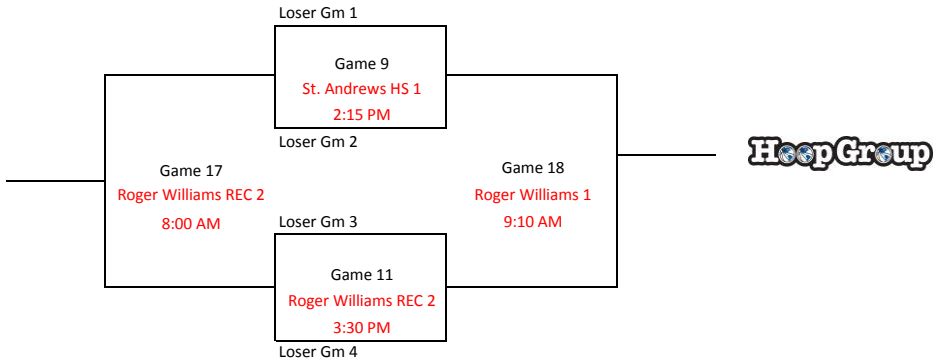 Loser Gm 1
Game 9
St. Andrews HS 1
2:15 PM
Loser Gm 2
Game 17
Roger Williams REC 2
8:00 AM
Game 18
Roger Williams 1
9:10 AM
HoopGroup
Loser Gm 3
Game 11
Roger Williams REC 2
3:30 PM
Loser Gm 4